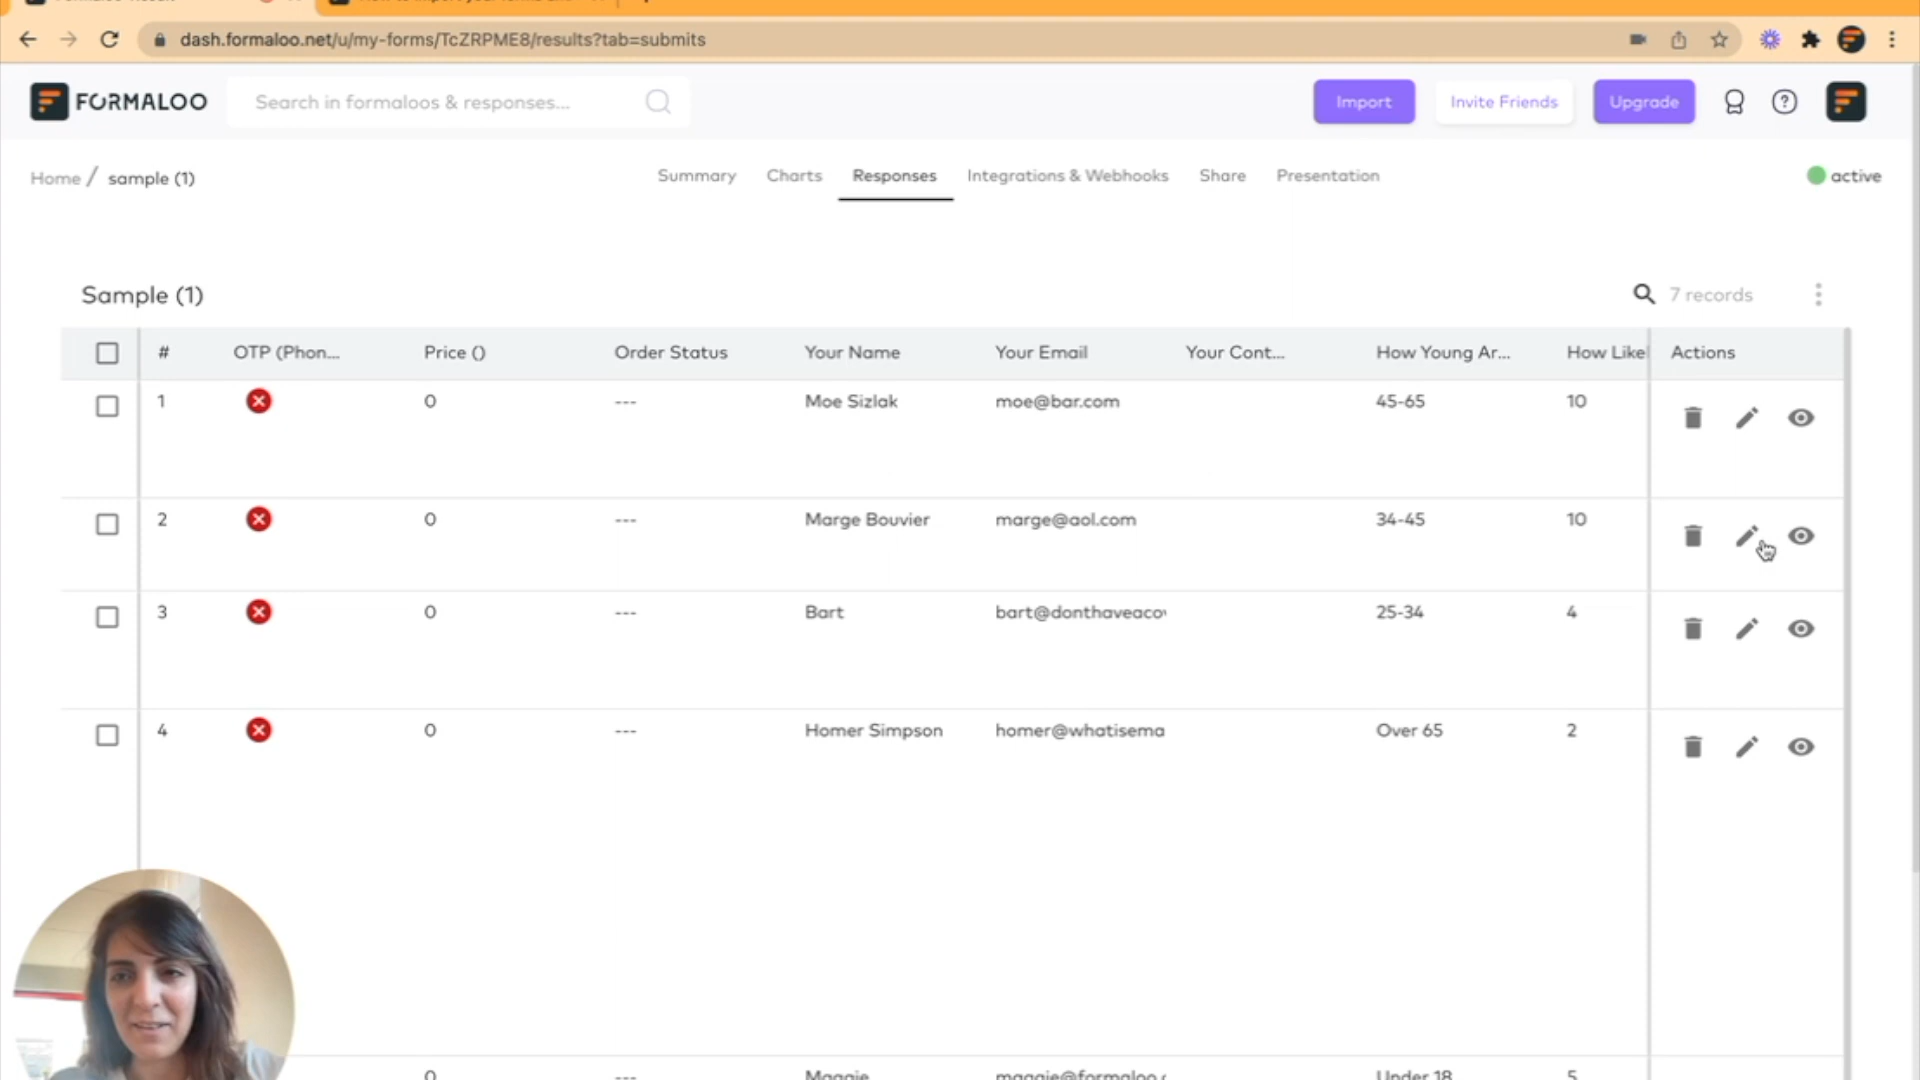 dash.formaloo.net/u/my-forms/TcZRPME8/results?tab=submits
FORMALOO
Search in formaloos & responses...
Import
Invite Friends
Upgrade
Home / sample (1)
Summary
Charts
Responses
Integrations & Webhooks
Share
Presentation
active
Sample (1)
7 records
# OTP (Phon... Price () Order Status Your Name Your Email Your Cont... How Young Ar... How Likel Actions
1 0 --- Moe Sizlak moe@bar.com 45-65 10
2 0 --- Marge Bouvier marge@aol.com 34-45 10
3 0 --- Bart bart@donthaveacov 25-34 4
4 0 --- Homer Simpson homer@whatisema Over 65 2
0 --- Maggie maggie@formaloo.c Under 18 5